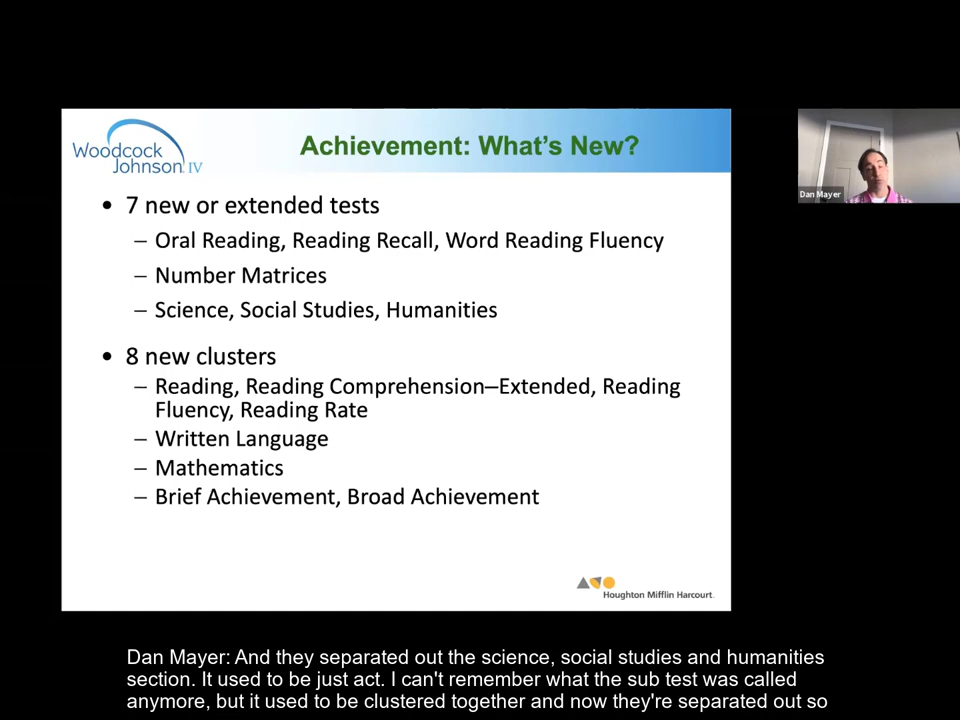 Woodcock
Johnson IV
Achievement: What's New?
• 7 new or extended tests
– Oral Reading, Reading Recall, Word Reading Fluency
– Number Matrices
– Science, Social Studies, Humanities
• 8 new clusters
– Reading, Reading Comprehension–Extended, Reading
Fluency, Reading Rate
– Written Language
– Mathematics
– Brief Achievement, Broad Achievement
Houghton Mifflin Harcourt.
Dan Mayer
Dan Mayer: And they separated out the science, social studies and humanities
section. It used to be just act. I can't remember what the sub test was called
anymore, but it used to be clustered together and now they're separated out so